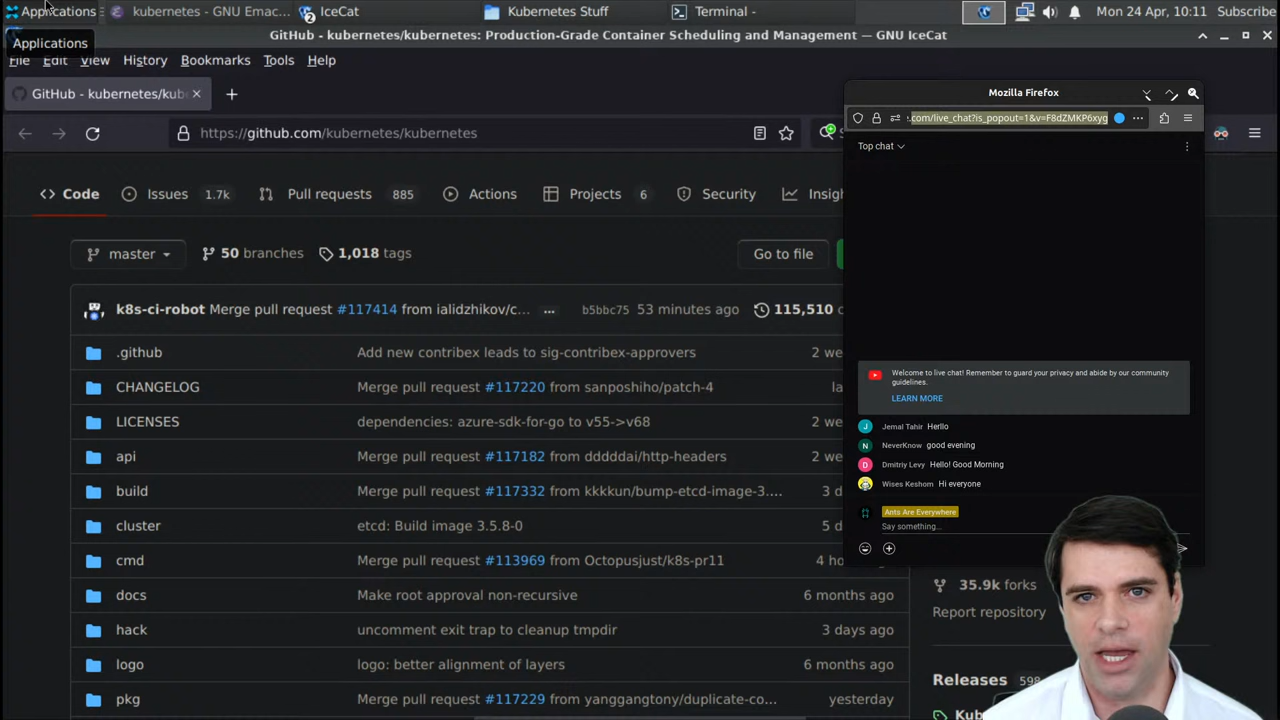 Applications
kubernetes - GNU Emac...
2
IceCat
Kubernetes Stuff
Terminal -
Mon 24 Apr, 10:11
Subscribe
Applications
GitHub - kubernetes/kubernetes: Production-Grade Container Scheduling and Management — GNU IceCat
File Edit View History Bookmarks Tools Help
GitHub - kubernetes/kube
https://github.com/kubernetes/kubernetes
Code
Issues 1.7k
Pull requests 885
Actions
Projects 6
Security
Insigh
master
50 branches
1,018 tags
Go to file
k8s-ci-robot Merge pull request #117414 from ialidzhikov/c... ... b5bbc75 53 minutes ago 115,510 c
.github Add new contribex leads to sig-contribex-approvers 2 we
CHANGELOG Merge pull request #117220 from sanposhiho/patch-4 la
LICENSES dependencies: azure-sdk-for-go to v55->v68
api Merge pull request #117182 from dddddai/http-headers 2 we
build Merge pull request #117332 from kkkkun/bump-etcd-image-3.... 3 d
cluster etcd: Build image 3.5.8-0 5 d
cmd Merge pull request #113969 from Octopusjust/k8s-pr11 4 ho
docs Make root approval non-recursive 6 months ago
hack uncomment exit trap to cleanup tmpdir 3 days ago
logo logo: better alignment of layers 6 months ago
pkg Merge pull request #117229 from yanggangtony/duplicate-co... yesterday
Mozilla Firefox
.com/live_chat?is_popout=1&v=F8dZMKP6xyg
Top chat
Welcome to live chat! Remember to guard your privacy and abide by our community
guidelines.
LEARN MORE
J Jemal Tahir Herllo
N NeverKnow good evening
D Dmitriy Levy Hello! Good Morning
Wises Keshom Hi everyone
Ants Are Everywhere
Say something...
35.9k forks
Report repository
Releases 598
Kub